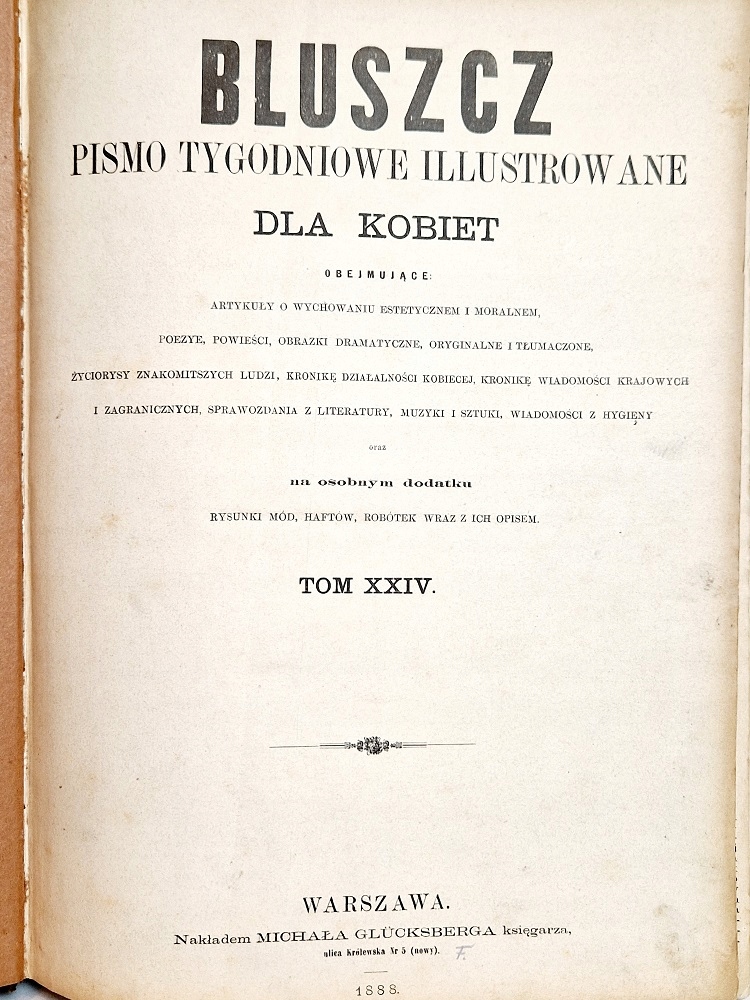 BLUSZCZ
PISMO TYGODNIOWE ILLUSTROWANE
DLA KOBIET
OBEJMUJĄCE:
ARTYKUŁY O WYCHOWANIU ESTETYCZNEM I MORALNEM,
POEZYE, POWIEŚCI, OBRAZKI DRAMATYCZNE, ORYGINALNE I TŁUMACZONE,
ŻYCIORYSY ZNAKOMITSZYCH LUDZI, KRONIKĘ DZIAŁALNOŚCI KOBIECEJ, KRONIKĘ WIADOMOŚCI KRAJOWYCH
I ZAGRANICZNYCH, SPRAWOZDANIA Z LITERATURY, MUZYKI I SZTUKI, WIADOMOŚCI Z HYGIENY
oraz
na osobnym dodatku
RYSUNKI MÓD, HAFTÓW, ROBÓTEK WRAZ Z ICH OPISEM.
TOM XXIV.
WARSZAWA.
Nakładem MICHAŁA GLÜCKSBERGA księgarza,
ulica Królewska Nr 5 (nowy). F.
1888.